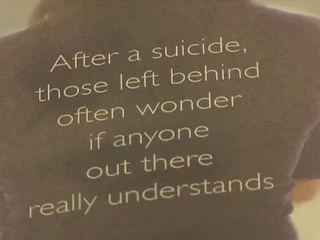 After a suicide,
those left behind
often wonder
if anyone
out there
really understands